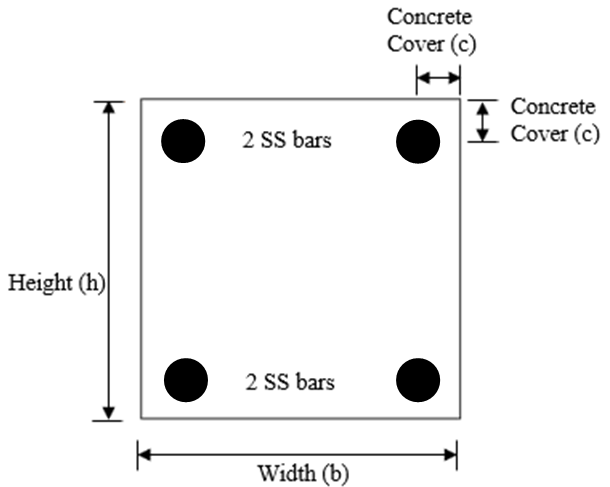 Concrete
Cover (c)
Concrete
Cover (c)
2 SS bars
Height (h)
2 SS bars
Width (b)